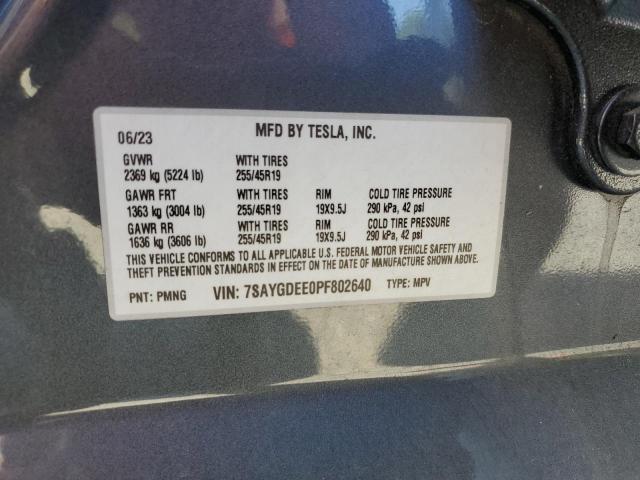 06/23 MFD BY TESLA, INC.
GVWR WITH TIRES
2369 kg (5224 lb) 255/45R19
GAWR FRT WITH TIRES RIM COLD TIRE PRESSURE
1363 kg (3004 lb) 255/45R19 19X9.5J 290 kPa, 42 psi
GAWR RR WITH TIRES RIM COLD TIRE PRESSURE
1636 kg (3606 lb) 255/45R19 19X9.5J 290 kPa, 42 psi
THIS VEHICLE CONFORMS TO ALL APPLICABLE U.S. FEDERAL MOTOR VEHICLE SAFETY AND
THEFT PREVENTION STANDARDS IN EFFECT ON THE DATE OF MANUFACTURE SHOWN ABOVE.
PNT: PMNG VIN: 7SAYGDEE0PF802640 TYPE: MPV